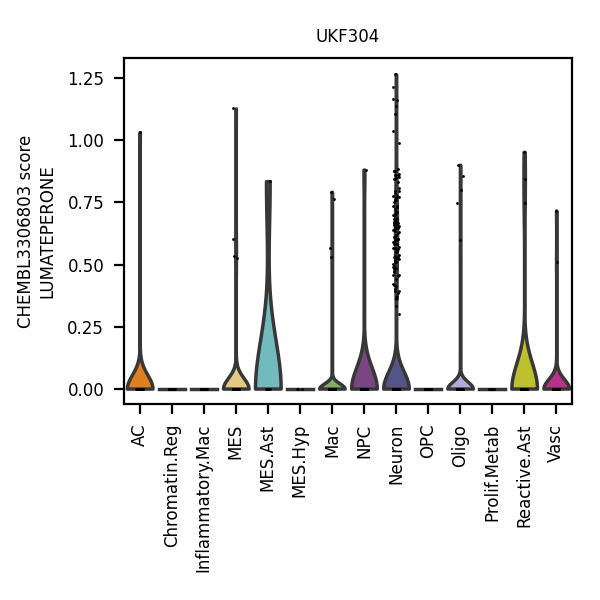 UKF304
CHEMBL3306803 score
LUMATEPERONE
1.25
1.00
0.75
0.50
0.25
0.00
AC
Chromatin.Reg
Inflammatory.Mac
MES
MES.Ast
MES.Hyp
Mac
NPC
Neuron
OPC
Oligo
Prolif.Metab
Reactive.Ast
Vasc